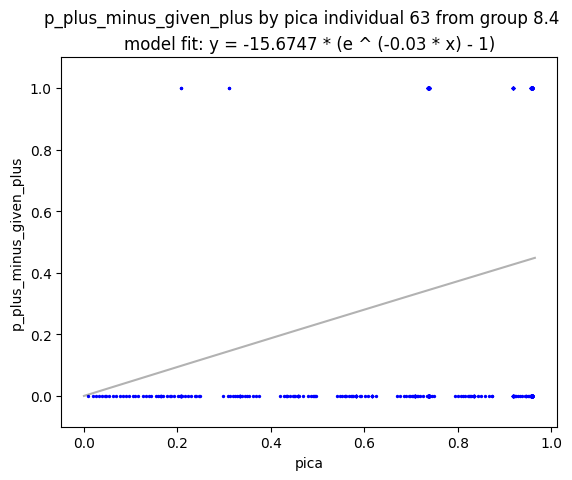 p_plus_minus_given_plus by pica individual 63 from group 8.4
model fit: y = -15.6747 * (e ^ (-0.03 * x) - 1)
1.0
0.8
0.6
0.4
0.2
0.0
p_plus_minus_given_plus
0.0 0.2 0.4 0.6 0.8 1.0
pica